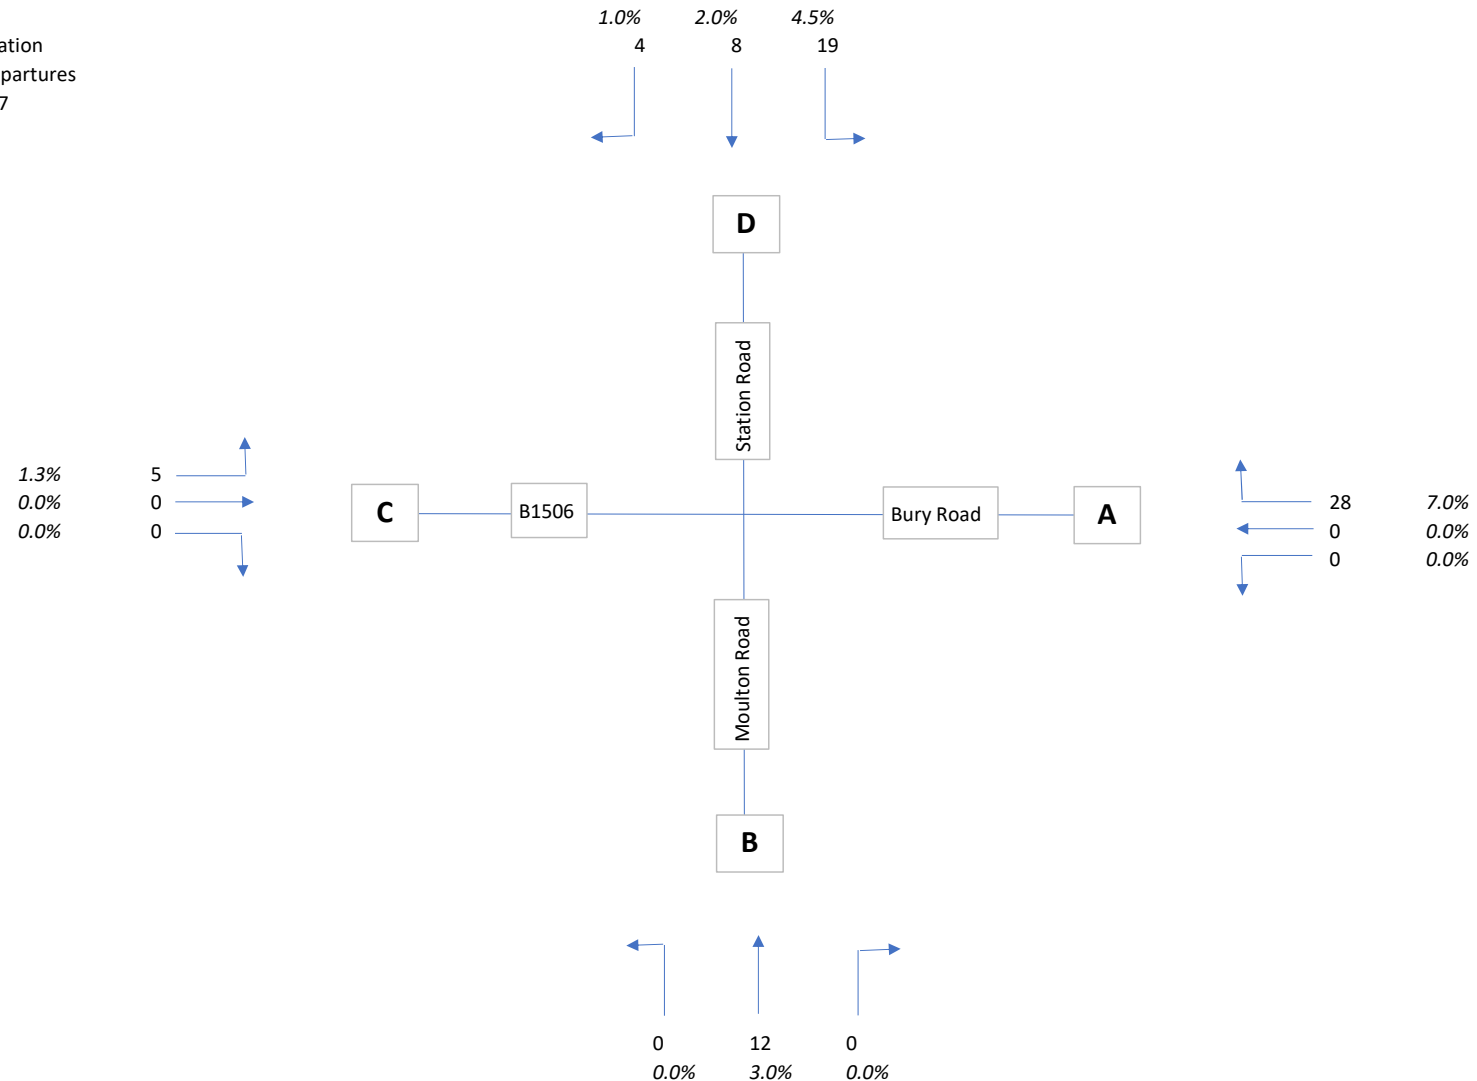 1.0% 2.0% 4.5%
ation 4 8 19
partures
7
D
Station Road
1.3% 5
0.0% 0
0.0% 0
C B1506 Bury Road A
28 7.0%
0 0.0%
0 0.0%
Moulton Road
B
0 12 0
0.0% 3.0% 0.0%